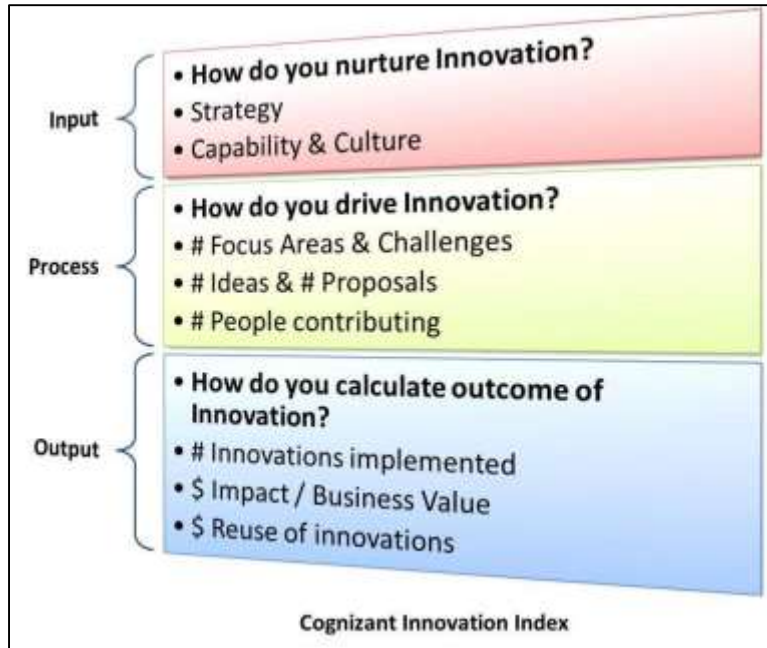 Input
• How do you nurture Innovation?
• Strategy
• Capability & Culture
Process
• How do you drive Innovation?
• # Focus Areas & Challenges
• # Ideas & # Proposals
• # People contributing
Output
• How do you calculate outcome of
Innovation?
• # Innovations implemented
• $ Impact / Business Value
• $ Reuse of innovations
Cognizant Innovation Index